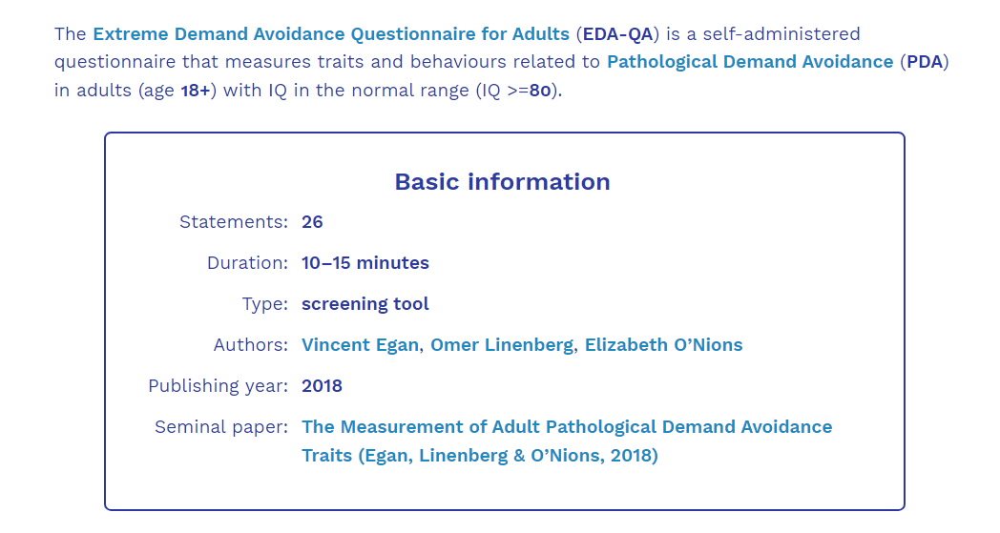 The Extreme Demand Avoidance Questionnaire for Adults (EDA-QA) is a self-administered
questionnaire that measures traits and behaviours related to Pathological Demand Avoidance (PDA)
in adults (age 18+) with IQ in the normal range (IQ >=80).
Basic information
Statements: 26
Duration: 10–15 minutes
Type: screening tool
Authors: Vincent Egan, Omer Linenberg, Elizabeth O’Nions
Publishing year: 2018
Seminal paper: The Measurement of Adult Pathological Demand Avoidance
Traits (Egan, Linenberg & O’Nions, 2018)